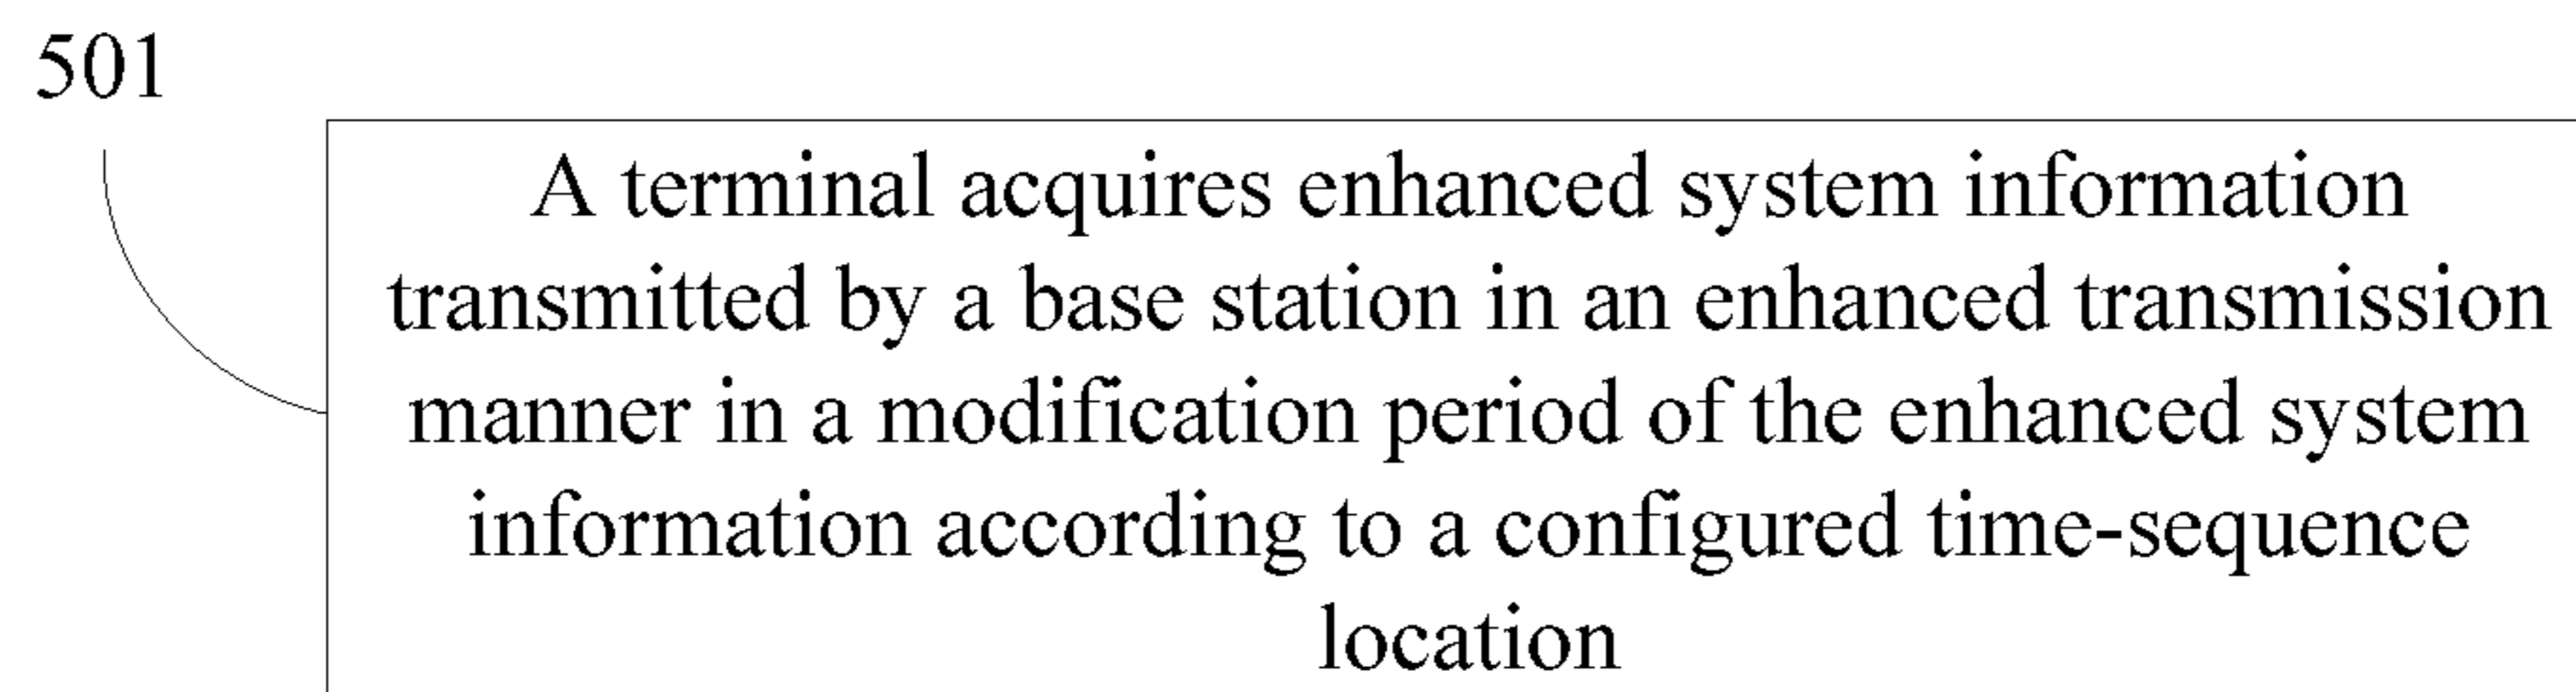 501
A terminal acquires enhanced system information
transmitted by a base station in an enhanced transmission
manner in a modification period of the enhanced system
information according to a configured time-sequence
location